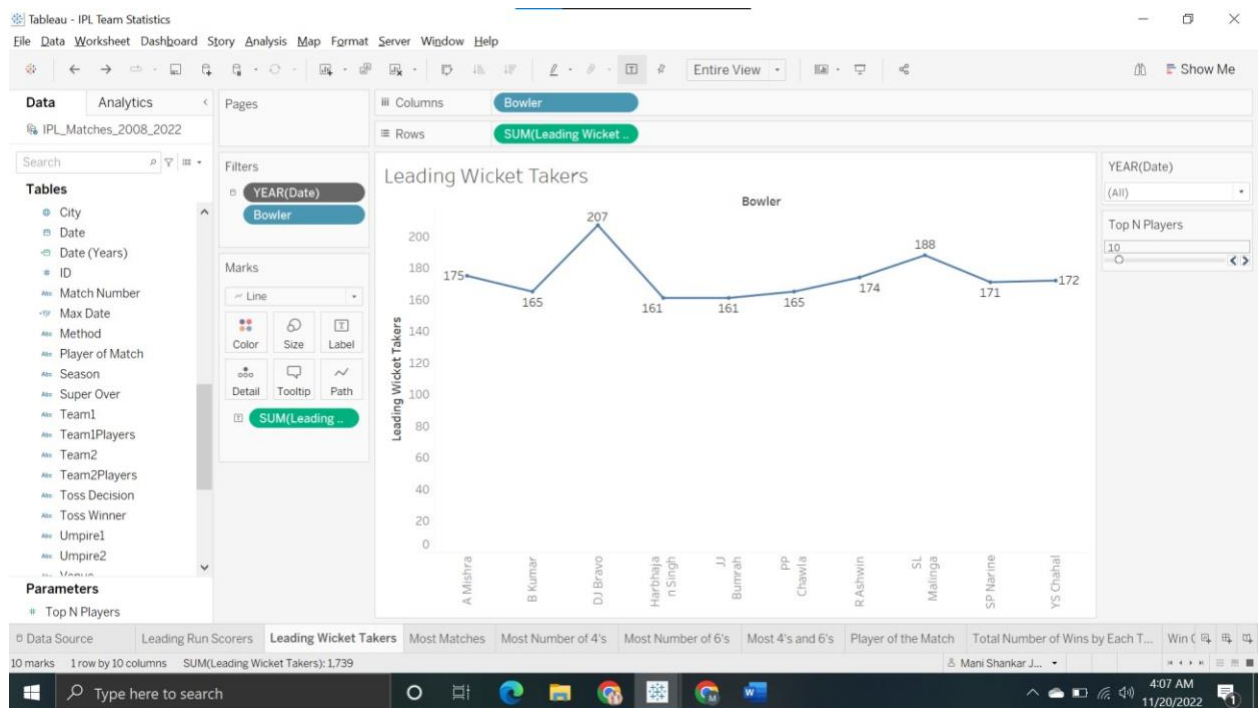 Tableau - IPL Team Statistics
File Data Worksheet Dashboard Story Analysis Map Format Server Window Help
Entire View
Show Me
Data Analytics
IPL_Matches_2008_2022
Search
Tables
City
Date
Date (Years)
ID
Match Number
Max Date
Method
Player of Match
Season
Super Over
Team1
Team1Players
Team2
Team2Players
Toss Decision
Toss Winner
Umpire1
Umpire2
Venue
Parameters
Top N Players
Pages
Filters
YEAR(Date)
Bowler
Marks
Line
Color Size Label
Detail Tooltip Path
SUM(Leading ..
Columns Bowler
Rows SUM(Leading Wicket ..
Leading Wicket Takers
Bowler
Leading Wicket Takers
200
180
160
140
120
100
80
60
40
20
0
175
165
207
161
161
165
174
188
171
172
A Mishra
B Kumar
DJ Bravo
Harbhaja
n Singh
JJ
Bumrah
PP
Chawla
R Ashwin
SL
Malinga
SP Narine
YS Chahal
YEAR(Date)
(All)
Top N Players
10
Data Source Leading Run Scorers Leading Wicket Takers Most Matches Most Number of 4's Most Number of 6's Most 4's and 6's Player of the Match Total Number of Wins by Each T... Win (
10 marks 1 row by 10 columns SUM(Leading Wicket Takers): 1,739
Mani Shankar J...
Type here to search
4:07 AM
11/20/2022
1